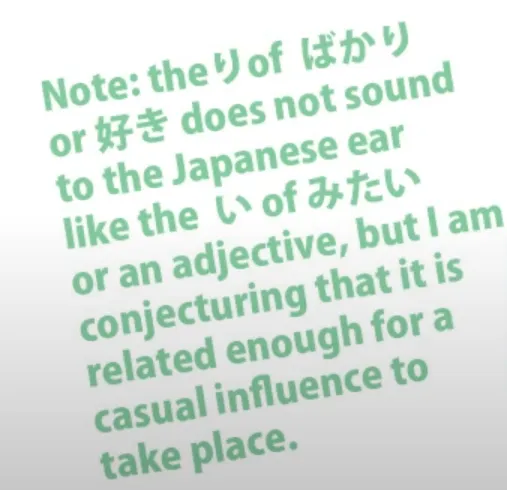 Note: theりof ばかり
or 好き does not sound
to the Japanese ear
like the い of みたい
or an adjective, but I am
conjecturing that it is
related enough for a
casual influence to
take place.